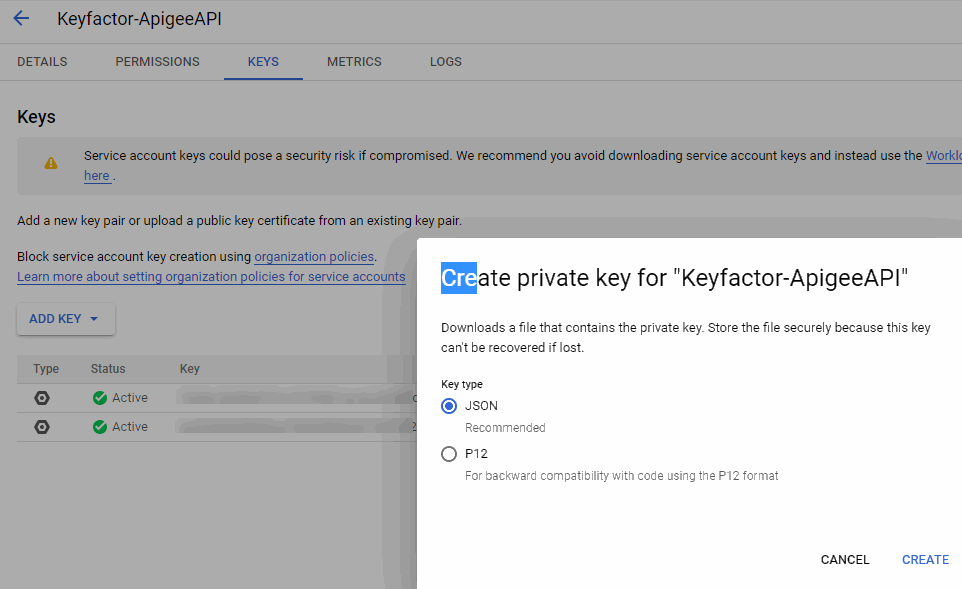 Keyfactor-ApigeeAPI
DETAILS PERMISSIONS KEYS METRICS LOGS
Keys
Service account keys could pose a security risk if compromised. We recommend you avoid downloading service account keys and instead use the
here .
Add a new key pair or upload a public key certificate from an existing key pair.
Block service account key creation using organization policies.
Learn more about setting organization policies for service accounts
ADD KEY
Type Status Key
Active
Active
Create private key for "Keyfactor-ApigeeAPI"
Downloads a file that contains the private key. Store the file securely because this key
can't be recovered if lost.
Key type
JSON
Recommended
P12
For backward compatibility with code using the P12 format
CANCEL CREATE